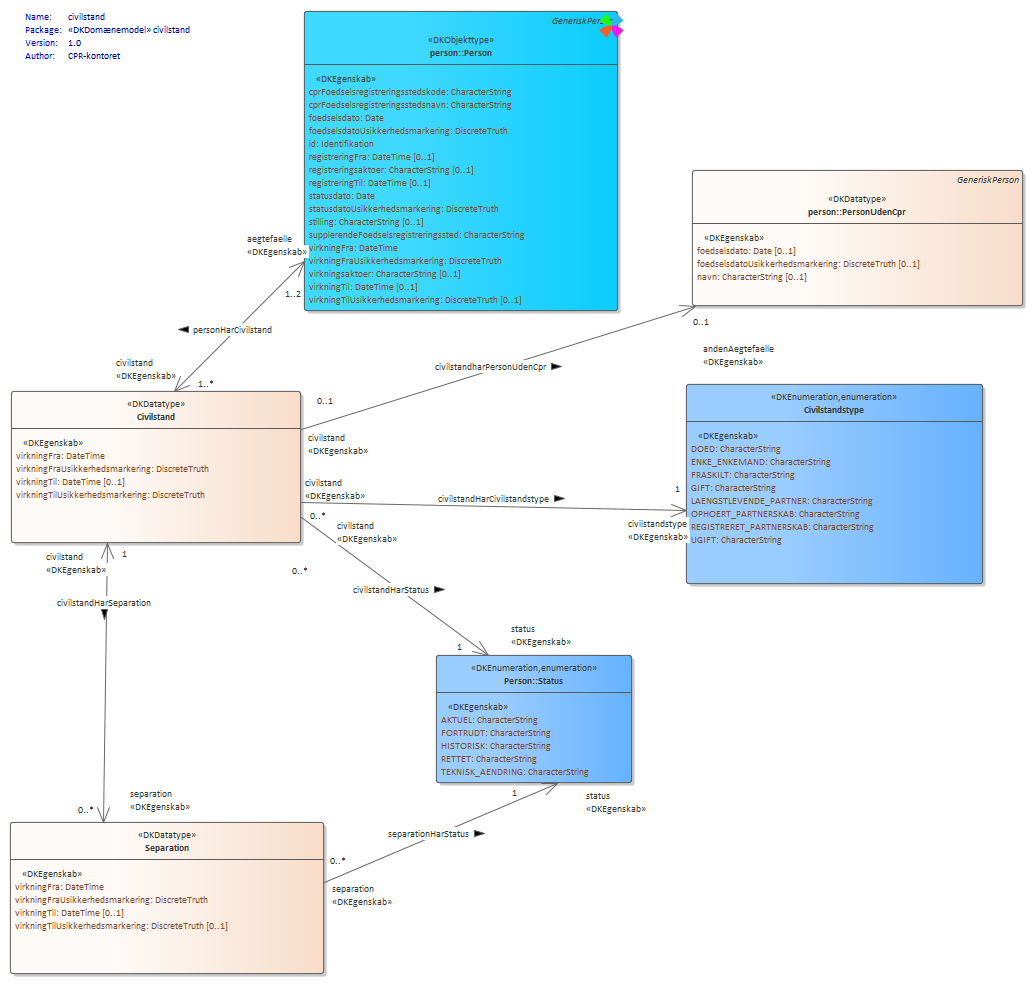 Name: civilstand
Package: «DKDomænemodel» civilstand
Version: 1.0
Author: CPR-kontoret
«DKObjekttype»
person::Person
«DKEgenskab»
cprFoedselsregistreringsstedskode: CharacterString
cprFoedselsregistreringsstedsnavn: CharacterString
foedselsdato: Date
foedselsdatoUsikkerhedsmarkering: DiscreteTruth
id: Identifikation
registreringFra: DateTime [0..1]
registreringsaktoer: CharacterString [0..1]
registreringTil: DateTime [0..1]
statusdato: Date
statusdatoUsikkerhedsmarkering: DiscreteTruth
stilling: CharacterString [0..1]
supplerendeFoedselsregistreringssted: CharacterString
virkningFra: DateTime
virkningFraUsikkerhedsmarkering: DiscreteTruth
virkningsaktoer: CharacterString [0..1]
virkningTil: DateTime [0..1]
virkningTilUsikkerhedsmarkering: DiscreteTruth [0..1]
GeneriskPerson
«DKDatatype»
person::PersonUdenCpr
«DKEgenskab»
foedselsdato: Date [0..1]
foedselsdatoUsikkerhedsmarkering: DiscreteTruth [0..1]
navn: CharacterString [0..1]
aegtefaelle
«DKEgenskab»
1..2
personHarCivilstand
civilstand
«DKEgenskab»
1..*
0..1
andenAegtefaelle
«DKEgenskab»
civilstandharPersonUdenCpr
0..1
civilstand
«DKEgenskab»
«DKDatatype»
Civilstand
«DKEgenskab»
virkningFra: DateTime
virkningFraUsikkerhedsmarkering: DiscreteTruth
virkningTil: DateTime [0..1]
virkningTilUsikkerhedsmarkering: DiscreteTruth
«DKEnumeration,enumeration»
Civilstandstype
«DKEgenskab»
DOED: CharacterString
ENKE_ENKEMAND: CharacterString
FRASKILT: CharacterString
GIFT: CharacterString
LAENGSTLEVENDE_PARTNER: CharacterString
OPHOERT_PARTNERSKAB: CharacterString
REGISTRERET_PARTNERSKAB: CharacterString
UGIFT: CharacterString
civilstand
«DKEgenskab»
civilstandHarCivilstandstype
1
0..*
civilstandstype
«DKEgenskab»
civilstand
«DKEgenskab»
0..*
civilstandHarStatus
status
«DKEgenskab»
1
civilstand
«DKEgenskab»
1
civilstandHarSeparation
«DKEnumeration,enumeration»
Person::Status
«DKEgenskab»
AKTUEL: CharacterString
FORTRUDT: CharacterString
HISTORISK: CharacterString
RETTET: CharacterString
TEKNISK_AENDRING: CharacterString
separation
«DKEgenskab»
0..*
1
status
«DKEgenskab»
separationHarStatus
0..*
separation
«DKEgenskab»
«DKDatatype»
Separation
«DKEgenskab»
virkningFra: DateTime
virkningFraUsikkerhedsmarkering: DiscreteTruth
virkningTil: DateTime [0..1]
virkningTilUsikkerhedsmarkering: DiscreteTruth [0..1]